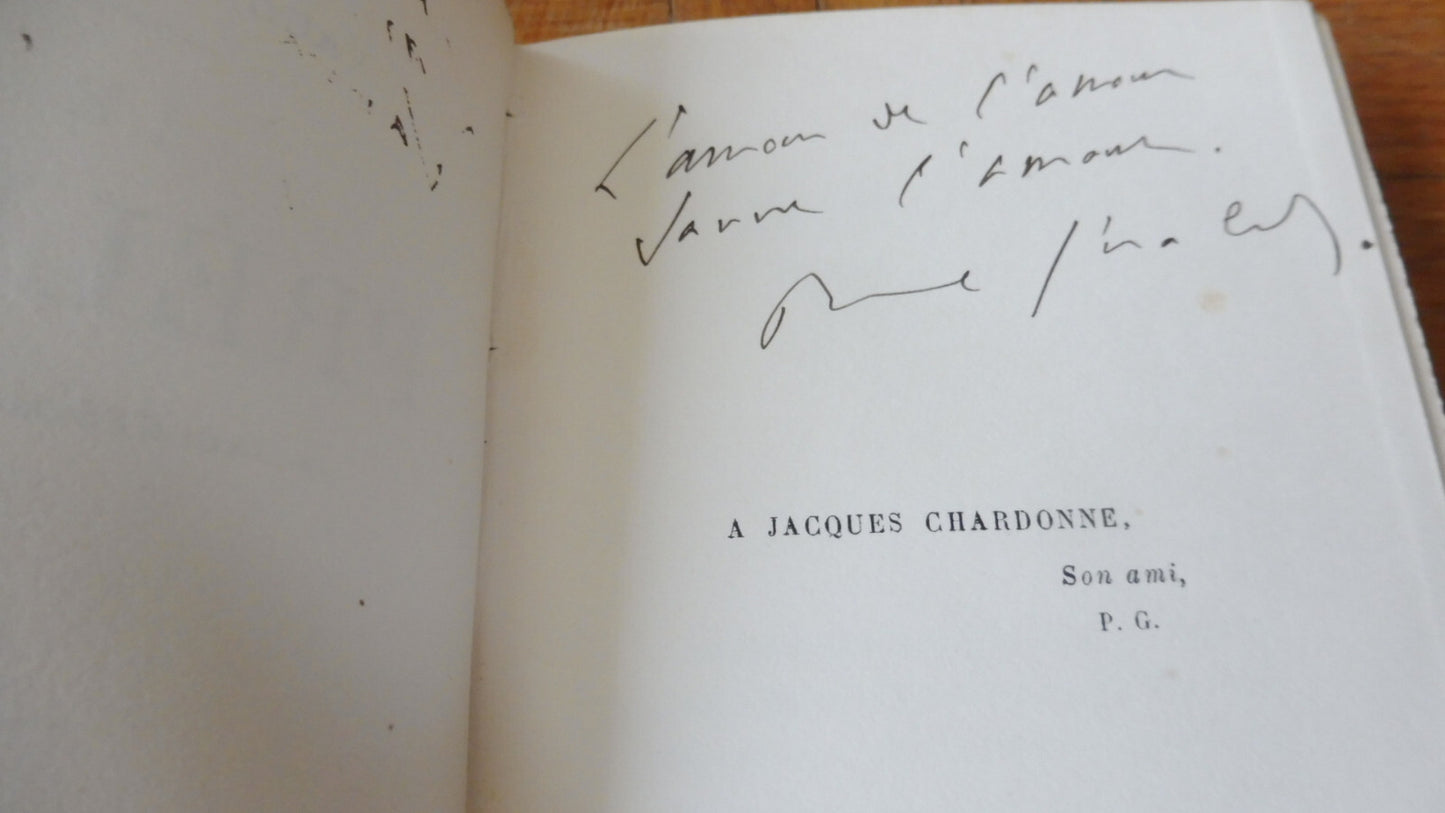 L'amour de l'amour
sauve l'amour.
A JACQUES CHARDONNE,
Son ami,
P. G.